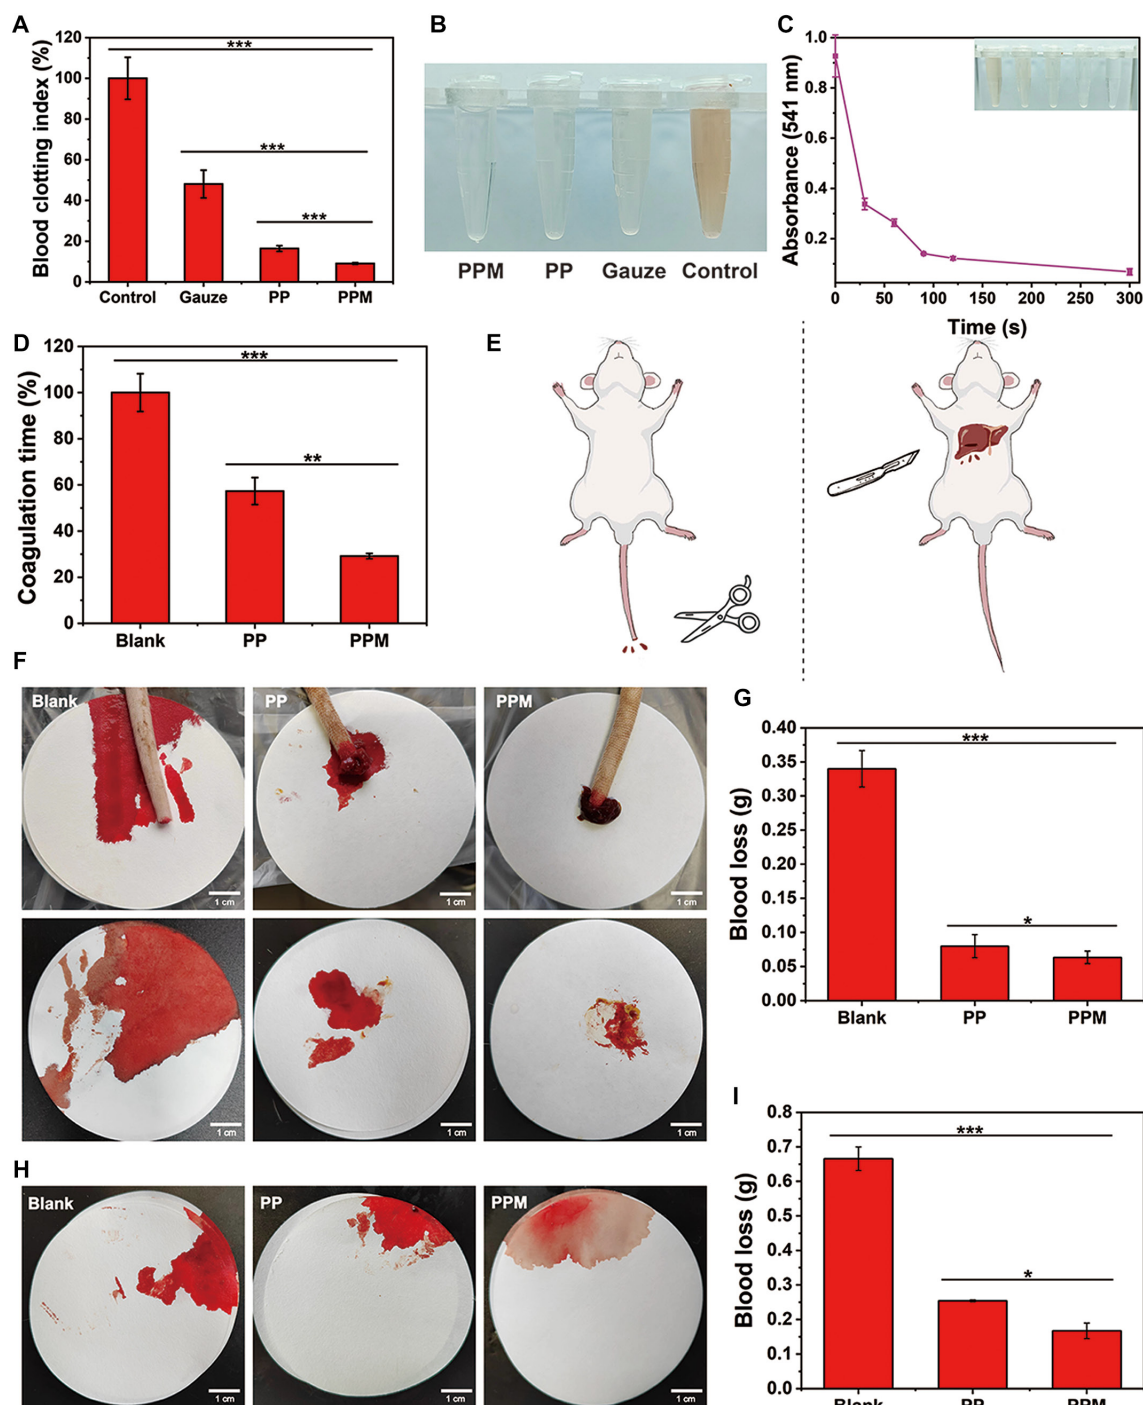 A
120
100
80
60
40
20
0
Blood clotting index (%)
***
***
***
Control Gauze PP PPM
B
PPM PP Gauze Control
C
1.0
0.8
0.6
0.4
0.2
Absorbance (541 nm)
0 50 100 150 200 250 300
Time (s)
D
120
100
80
60
40
20
0
Coagulation time (%)
***
**
Blank PP PPM
E
F
Blank
1 cm
PP
1 cm
PPM
1 cm
1 cm
1 cm
1 cm
G
0.40
0.35
0.30
0.25
0.20
0.15
0.10
0.05
0.00
Blood loss (g)
***
*
Blank PP PPM
H
Blank
1 cm
PP
1 cm
PPM
1 cm
I
0.8
0.7
0.6
0.5
0.4
0.3
0.2
0.1
0.0
Blood loss (g)
***
*
Blank PP PPM